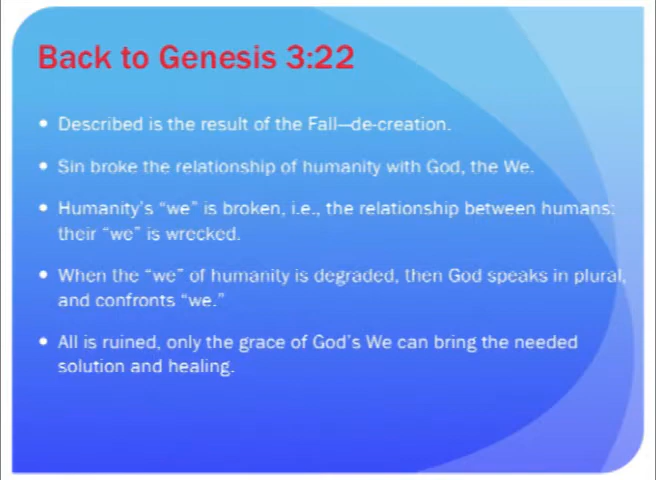 Back to Genesis 3:22
• Described is the result of the Fall—de-creation.
• Sin broke the relationship of humanity with God, the We.
• Humanity's “we” is broken, i.e., the relationship between humans;
their “we” is wrecked.
• When the “we” of humanity is degraded, then God speaks in plural,
and confronts “we.”
• All is ruined, only the grace of God's We can bring the needed
solution and healing.